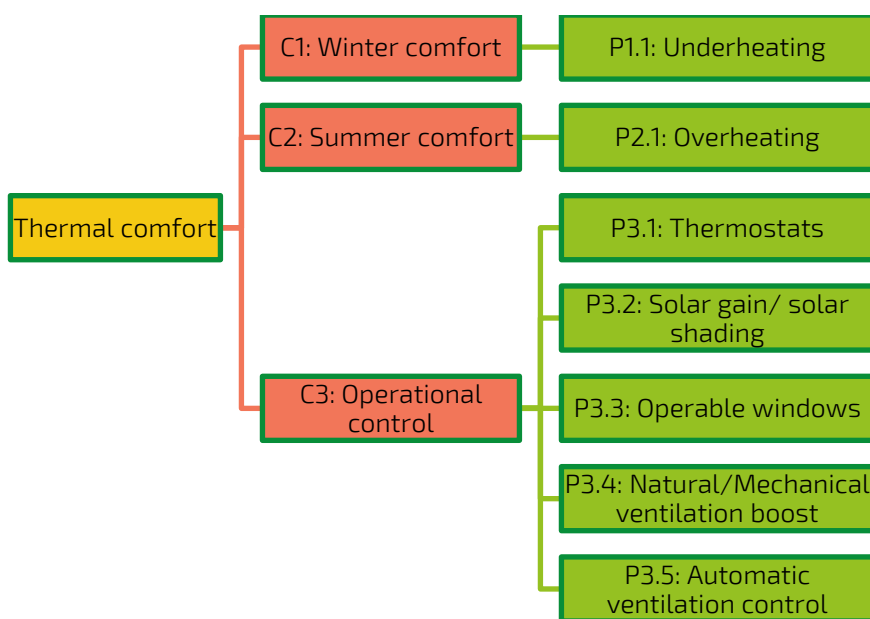 C1: Winter comfort
P1.1: Underheating
C2: Summer comfort
P2.1: Overheating
Thermal comfort
P3.1: Thermostats
P3.2: Solar gain/ solar
shading
C3: Operational
control
P3.3: Operable windows
P3.4: Natural/Mechanical
ventilation boost
P3.5: Automatic
ventilation control